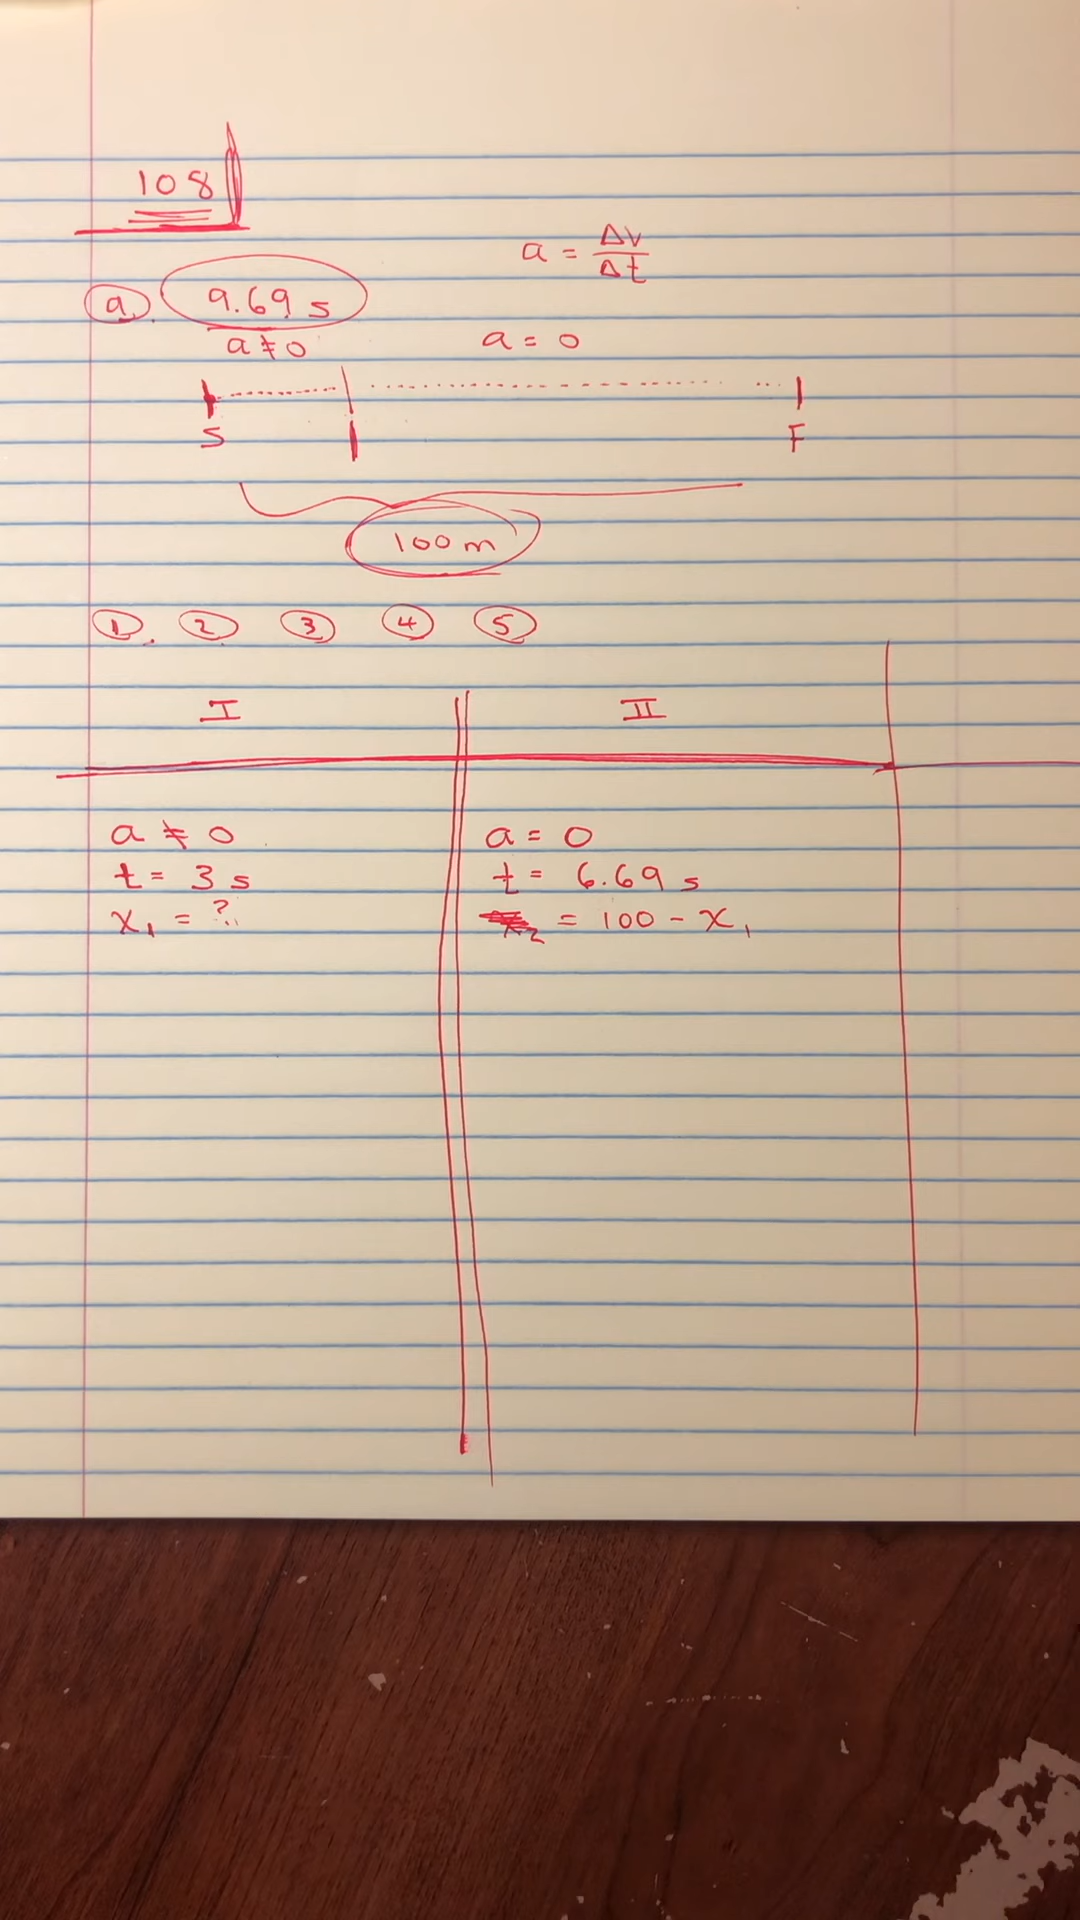 108
a = Δv/Δt
a. 9.69 s
a ≠ 0 a = 0
S F
100 m
1. 2 3 4 5
I II
a ≠ 0 a = 0
t = 3 s t = 6.69 s
x₁ = ? ₂ = 100 - x₁